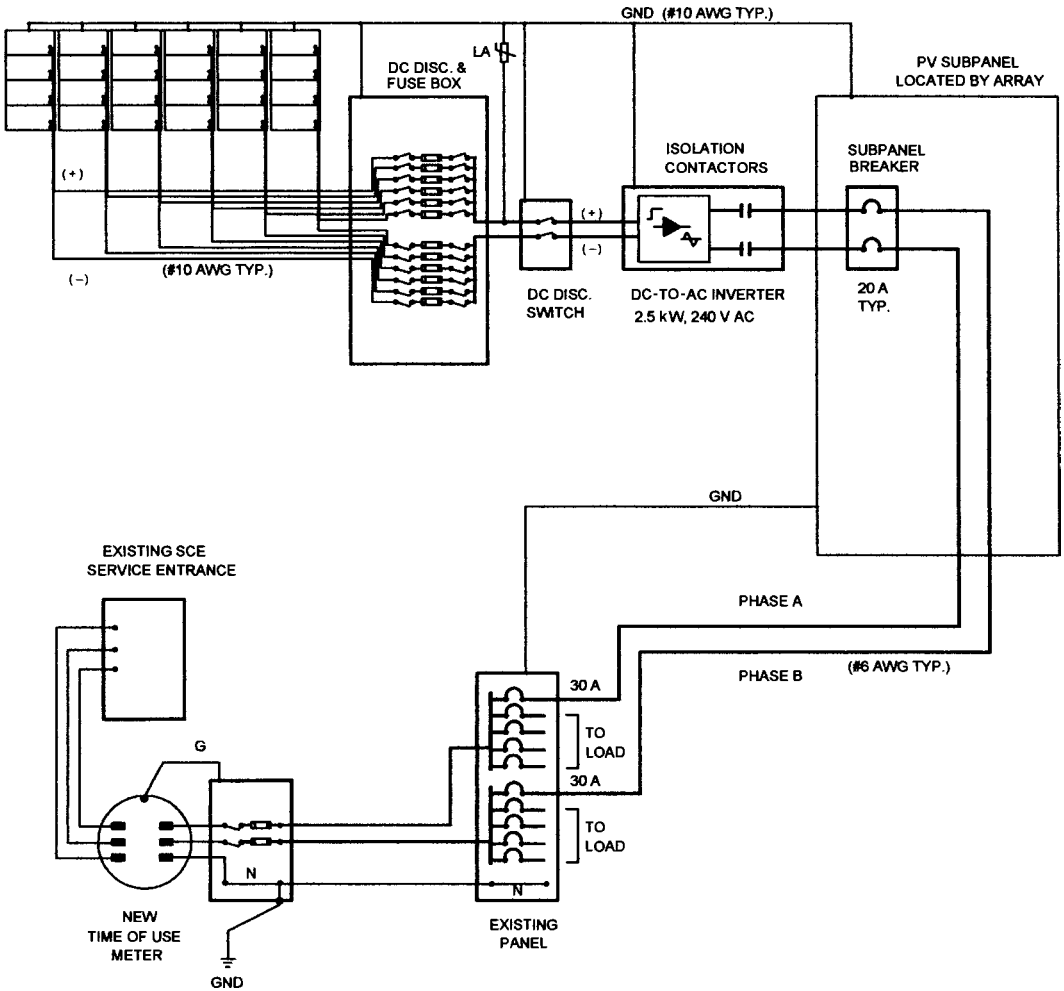 GND (#10 AWG TYP.)
LA
DC DISC. &
FUSE BOX
PV SUBPANEL
LOCATED BY ARRAY
ISOLATION
CONTACTORS
SUBPANEL
BREAKER
(+)
(+)
(−)
(#10 AWG TYP.)
(−)
DC DISC.
SWITCH
DC-TO-AC INVERTER
2.5 kW, 240 V AC
20 A
TYP.
GND
EXISTING SCE
SERVICE ENTRANCE
PHASE A
PHASE B
(#6 AWG TYP.)
30 A
TO
LOAD
G
30 A
TO
LOAD
N
N
NEW
TIME OF USE
METER
EXISTING
PANEL
GND